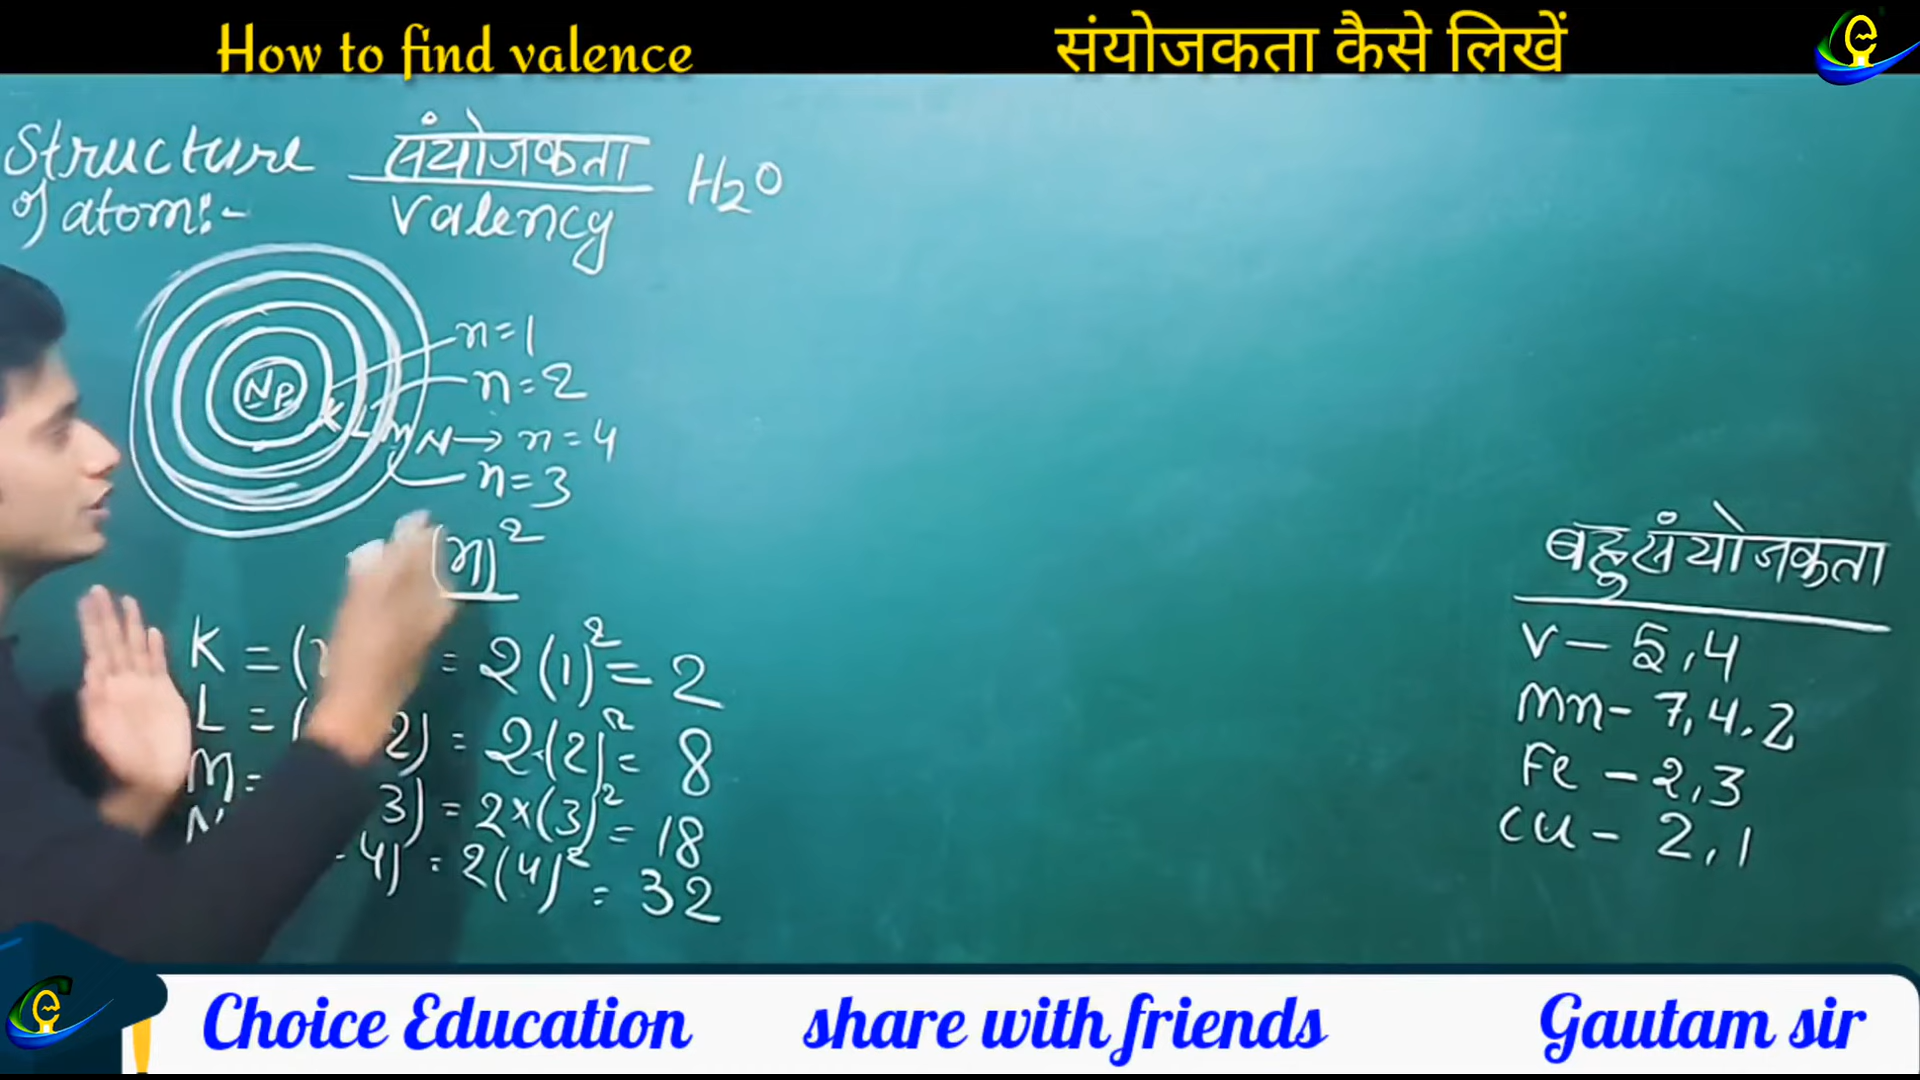 How to find valence
संयोजकता कैसे लिखें
Structure
of atom:-
संयोजकता
Valency
H₂O
n=1
n=2
N→ n=4
n=3
K L M
NP
(n)²
K = ( = 2(1)² = 2
L = ( 2) = 2·(2)² = 8
M= 3) = 2×(3)² = 18
N 4) = 2(4)² = 32
बहुसंयोजकता
V – 5,4
Mn – 7,4,2
Fe – 2,3
Cu – 2,1
Choice Education
share with friends
Gautam sir